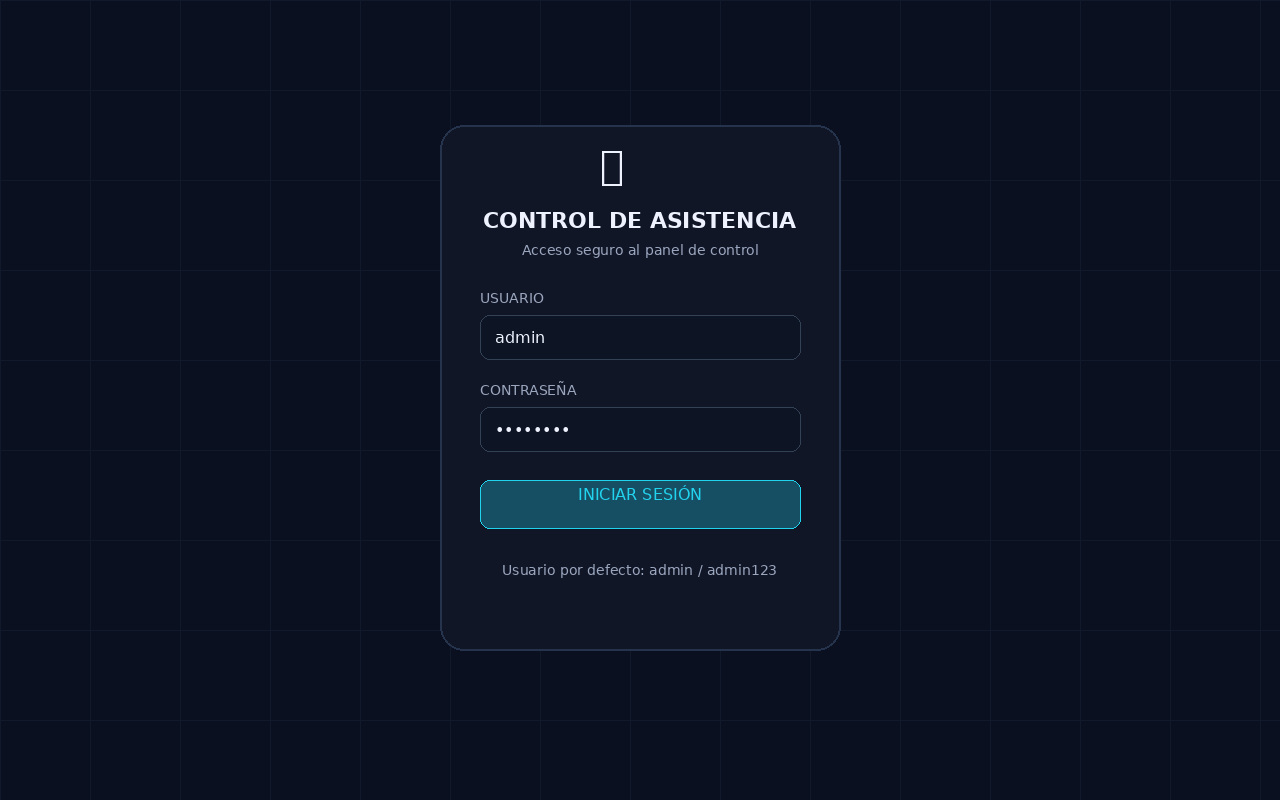 CONTROL DE ASISTENCIA
Acceso seguro al panel de control
USUARIO
admin
CONTRASEÑA
••••••••
INICIAR SESIÓN
Usuario por defecto: admin / admin123